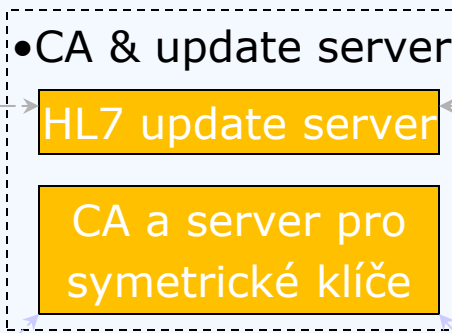 •CA & update server
HL7 update server
CA a server pro
symetrické klíče